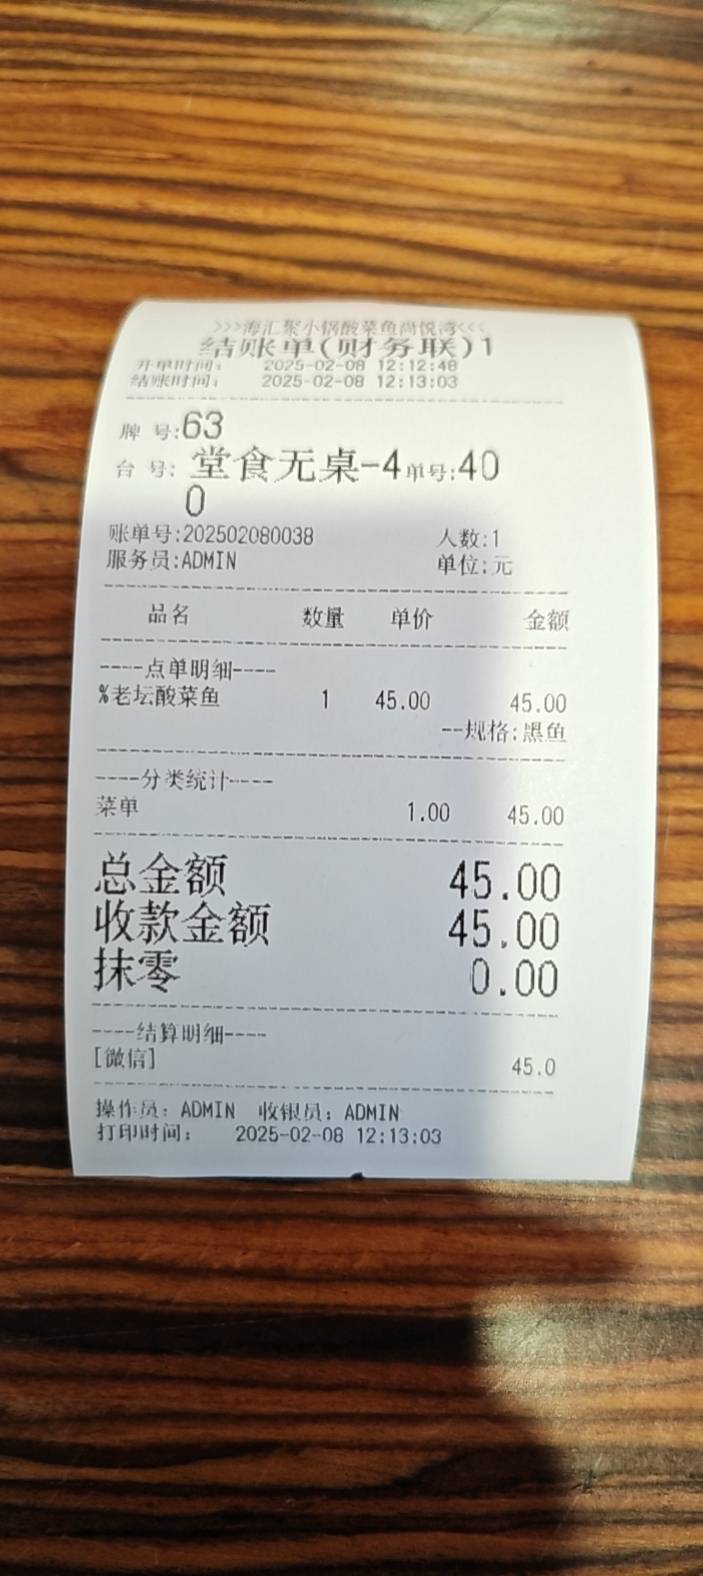 >>>海汇聚小锅酸菜鱼尚悦湾<<<
结账单(财务联)1
开单时间: 2025-02-08 12:12:48
结账时间: 2025-02-08 12:13:03
牌 号:63
台 号: 堂食无桌-4单号:40
0
账单号:202502080038 人数:1
服务员:ADMIN 单位:元
品名 数量 单价 金额
----点单明细----
%老坛酸菜鱼 1 45.00 45.00
--规格:黑鱼
----分类统计----
菜单 1.00 45.00
总金额 45.00
收款金额 45.00
抹零 0.00
----结算明细----
[微信] 45.0
操作员: ADMIN 收银员: ADMIN
打印时间: 2025-02-08 12:13:03